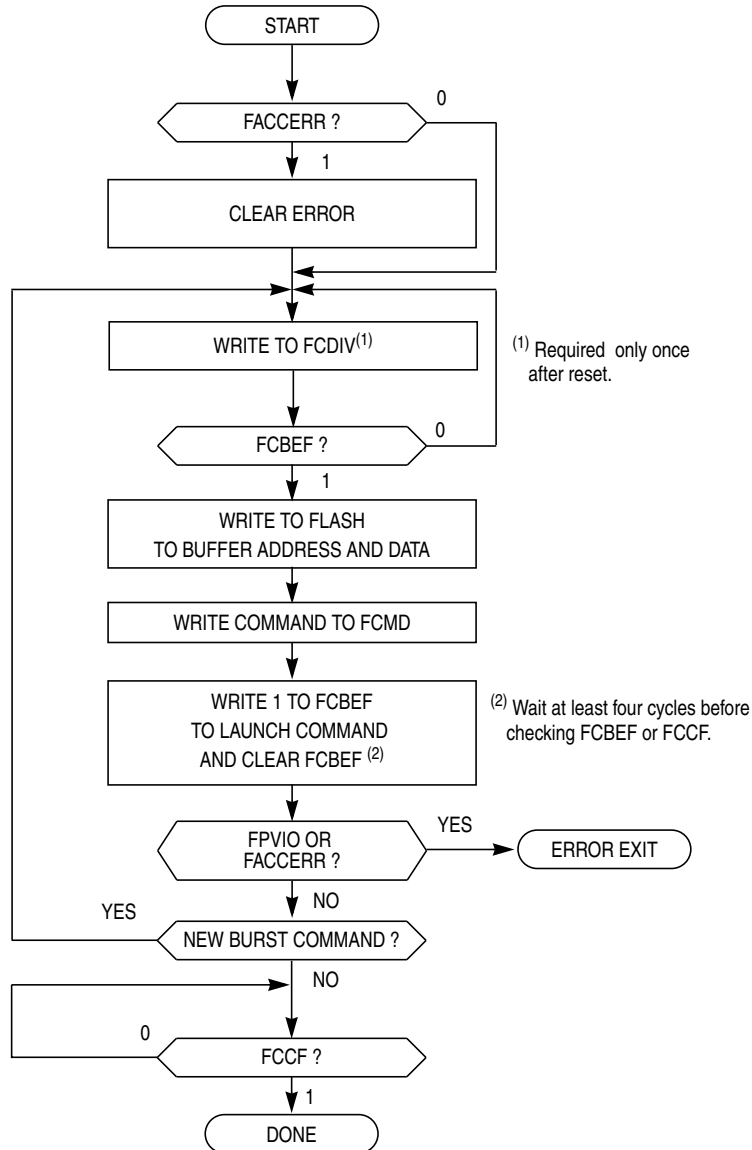 START
FACCERR ?
0
1
CLEAR ERROR
WRITE TO FCDIV(1)
(1) Required only once
after reset.
FCBEF ?
0
1
WRITE TO FLASH
TO BUFFER ADDRESS AND DATA
WRITE COMMAND TO FCMD
WRITE 1 TO FCBEF
TO LAUNCH COMMAND
AND CLEAR FCBEF (2)
(2) Wait at least four cycles before
checking FCBEF or FCCF.
FPVIO OR
FACCERR ?
YES
ERROR EXIT
NO
YES
NEW BURST COMMAND ?
NO
0
FCCF ?
1
DONE